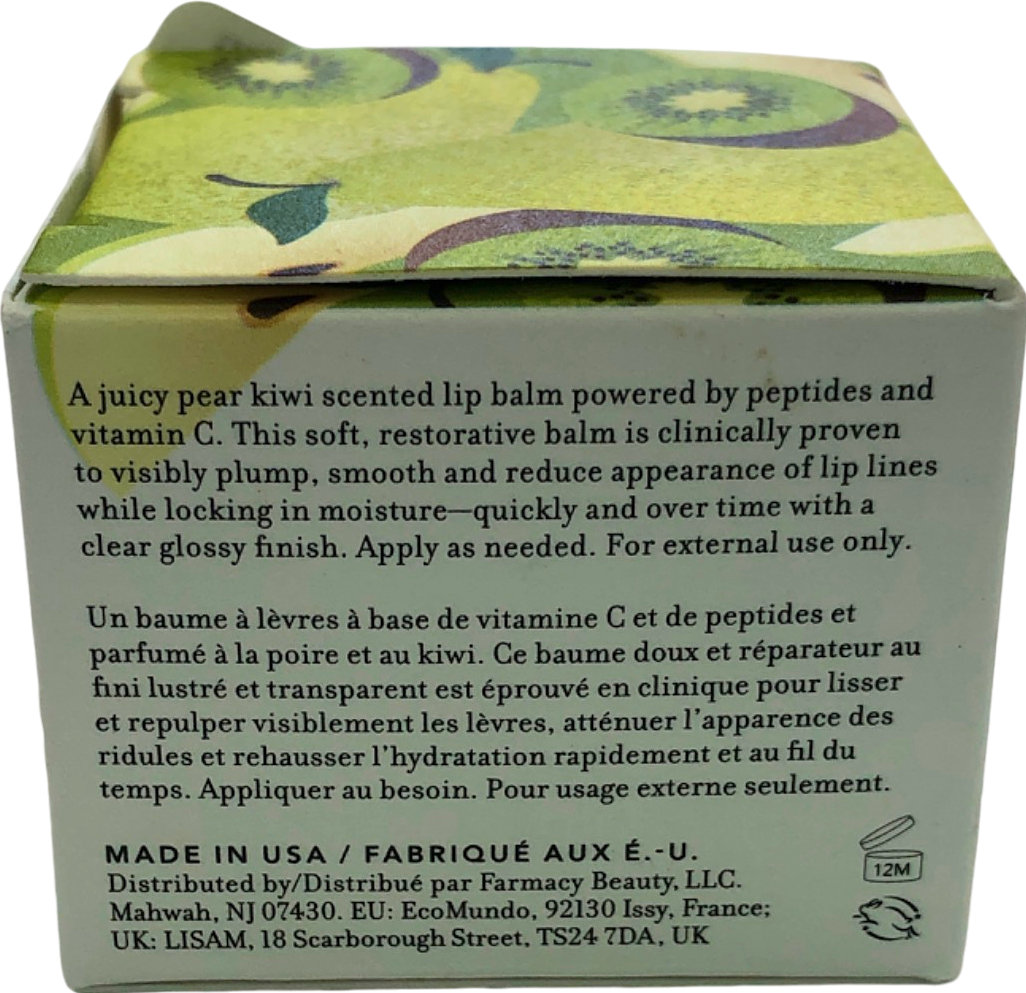 A juicy pear kiwi scented lip balm powered by peptides and
vitamin C. This soft, restorative balm is clinically proven
to visibly plump, smooth and reduce appearance of lip lines
while locking in moisture—quickly and over time with a
clear glossy finish. Apply as needed. For external use only.
Un baume à lèvres à base de vitamine C et de peptides et
parfumé à la poire et au kiwi. Ce baume doux et réparateur au
fini lustré et transparent est éprouvé en clinique pour lisser
et repulper visiblement les lèvres, atténuer l'apparence des
ridules et rehausser l'hydratation rapidement et au fil du
temps. Appliquer au besoin. Pour usage externe seulement.
MADE IN USA / FABRIQUÉ AUX É.-U.
Distributed by/Distribué par Farmacy Beauty, LLC.
Mahwah, NJ 07430. EU: EcoMundo, 92130 Issy, France;
UK: LISAM, 18 Scarborough Street, TS24 7DA, UK
12M